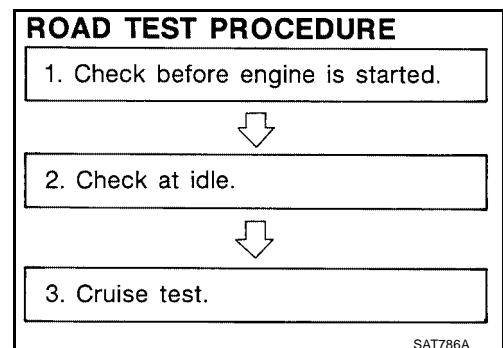 ROAD TEST PROCEDURE
1. Check before engine is started.
2. Check at idle.
3. Cruise test.
SAT786A